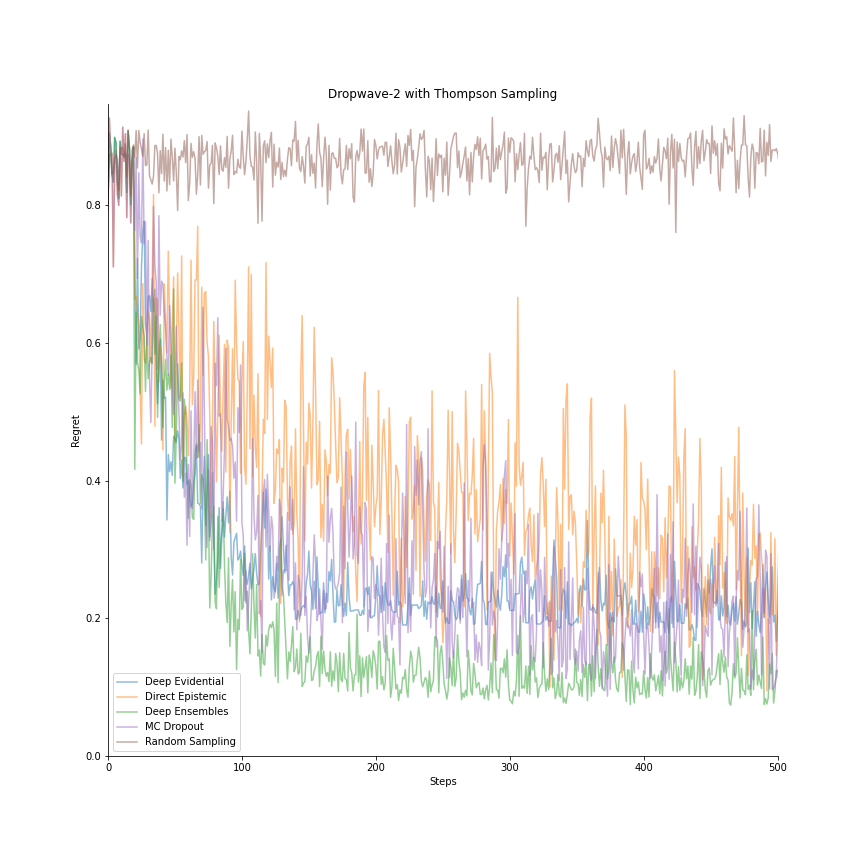 Dropwave-2 with Thompson Sampling
Regret
0.8
0.6
0.4
0.2
0.0
Deep Evidential
Direct Epistemic
Deep Ensembles
MC Dropout
Random Sampling
0 100 200 300 400 500
Steps